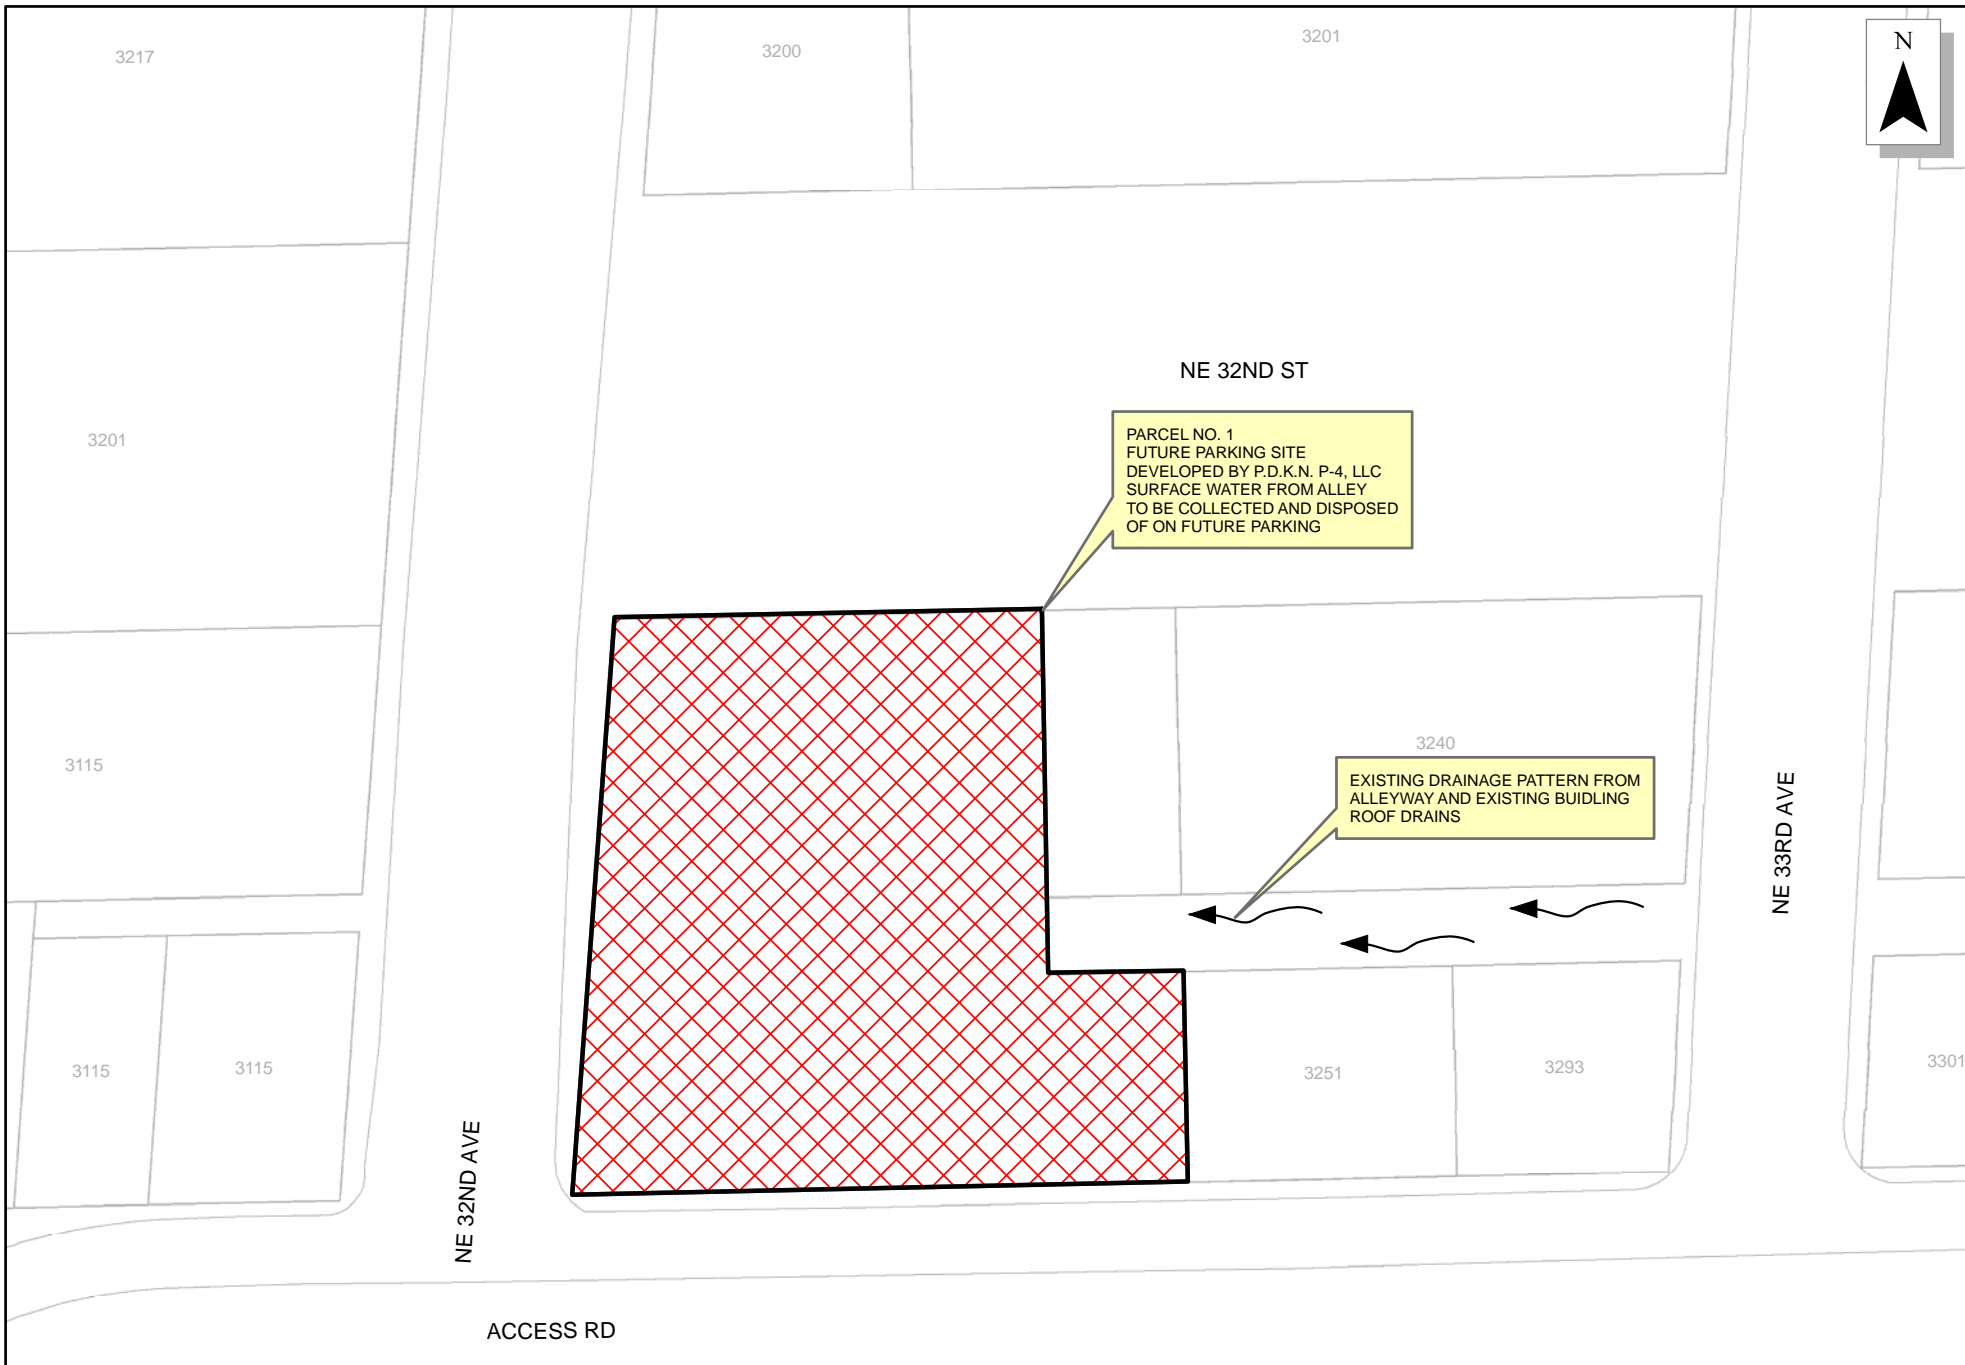 3217
3200
3201
N
NE 32ND ST
PARCEL NO. 1
FUTURE PARKING SITE
DEVELOPED BY P.D.K.N. P-4, LLC
SURFACE WATER FROM ALLEY
TO BE COLLECTED AND DISPOSED
OF ON FUTURE PARKING
3201
3115
3240
EXISTING DRAINAGE PATTERN FROM
ALLEYWAY AND EXISTING BUIDLING
ROOF DRAINS
NE 33RD AVE
3115
3115
3251
3293
3301
NE 32ND AVE
ACCESS RD